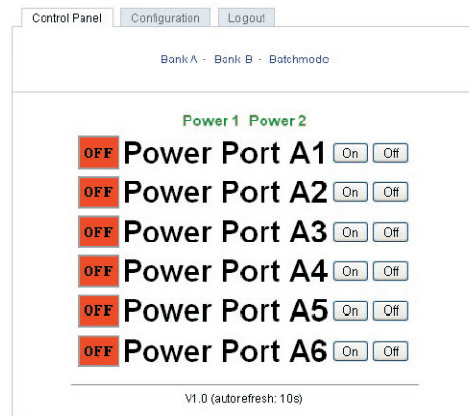 Control Panel Configuration Logout
Bank A · Bank B · Batchmode
Power 1 Power 2
OFF Power Port A1 On Off
OFF Power Port A2 On Off
OFF Power Port A3 On Off
OFF Power Port A4 On Off
OFF Power Port A5 On Off
OFF Power Port A6 On Off
V1.0 (autorefresh: 10s)